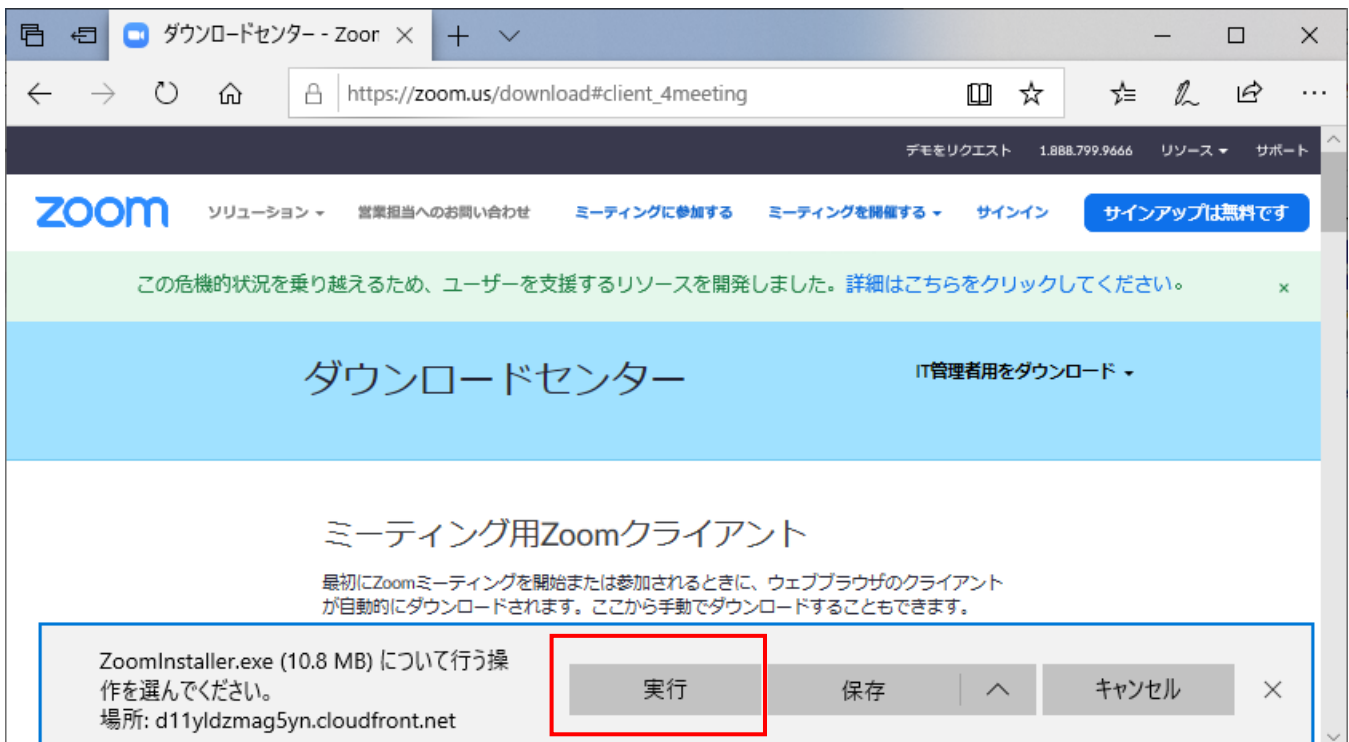 ダウンロードセンター - Zoor
https://zoom.us/download#client_4meeting
デモをリクエスト 1.888.799.9666 リソース サポート
zoom ソリューション 営業担当へのお問い合わせ ミーティングに参加する ミーティングを開催する サインイン サインアップは無料です
この危機的状況を乗り越えるため、ユーザーを支援するリソースを開発しました。詳細はこちらをクリックしてください。 ×
ダウンロードセンター IT管理者用をダウンロード
ミーティング用Zoomクライアント
最初にZoomミーティングを開始または参加されるときに、ウェブブラウザのクライアント
が自動的にダウンロードされます。ここから手動でダウンロードすることもできます。
ZoomInstaller.exe (10.8 MB) について行う操
作を選んでください。
場所: d11yldzmag5yn.cloudfront.net
実行 保存 キャンセル